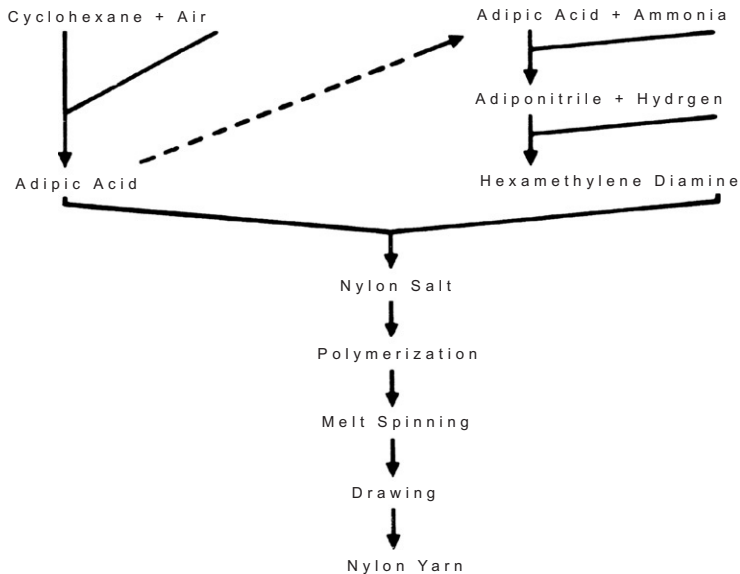 Cyclohexane + Air
Adipic Acid + Ammonia
Adiponitrile + Hydrgen
Adipic Acid
Hexamethylene Diamine
Nylon Salt
Polymerization
Melt Spinning
Drawing
Nylon Yarn